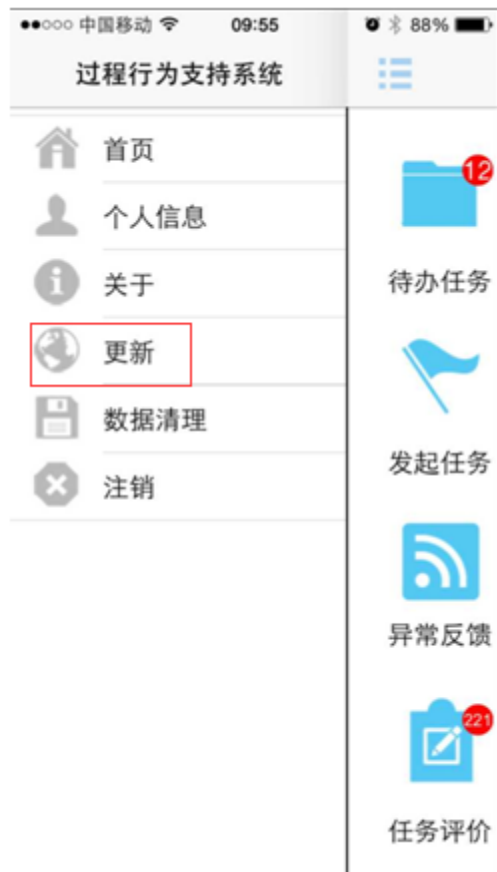 中国移动 09:55 88%
过程行为支持系统
首页
个人信息
关于
更新
数据清理
注销
12
待办任务
发起任务
异常反馈
221
任务评价